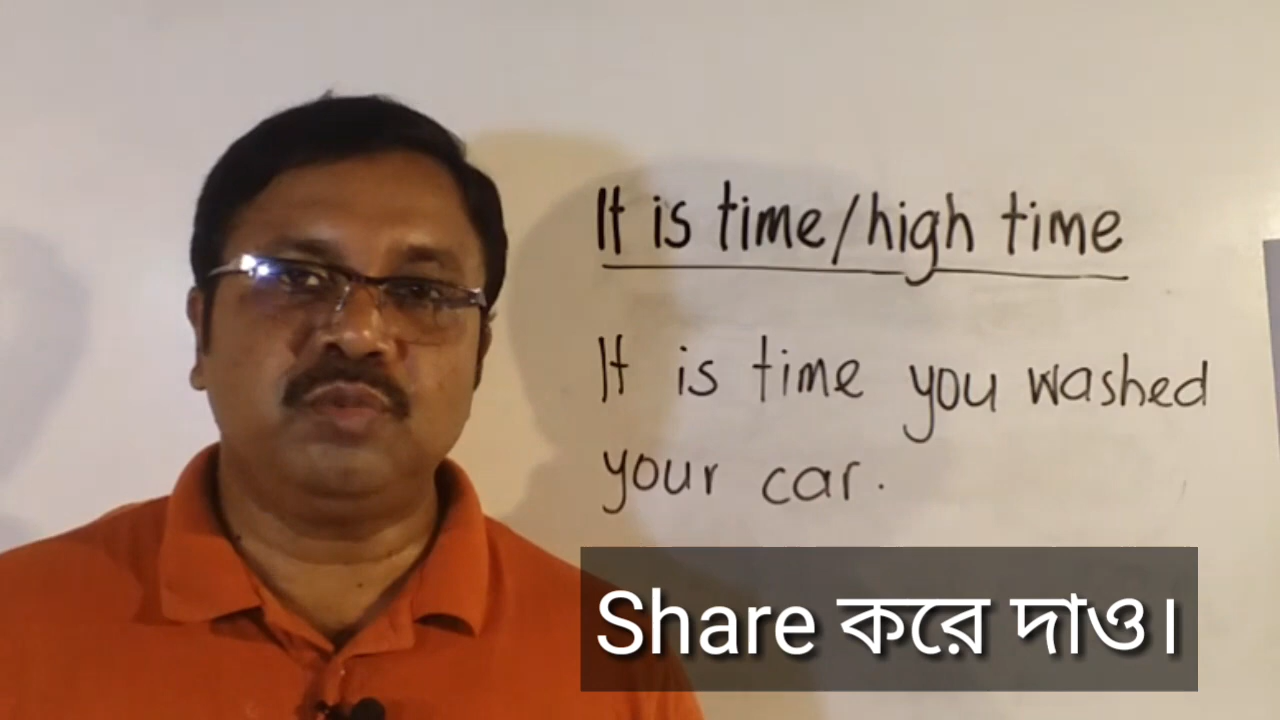 It is time/high time
It is time you washed
your car.
Share করে দাও।